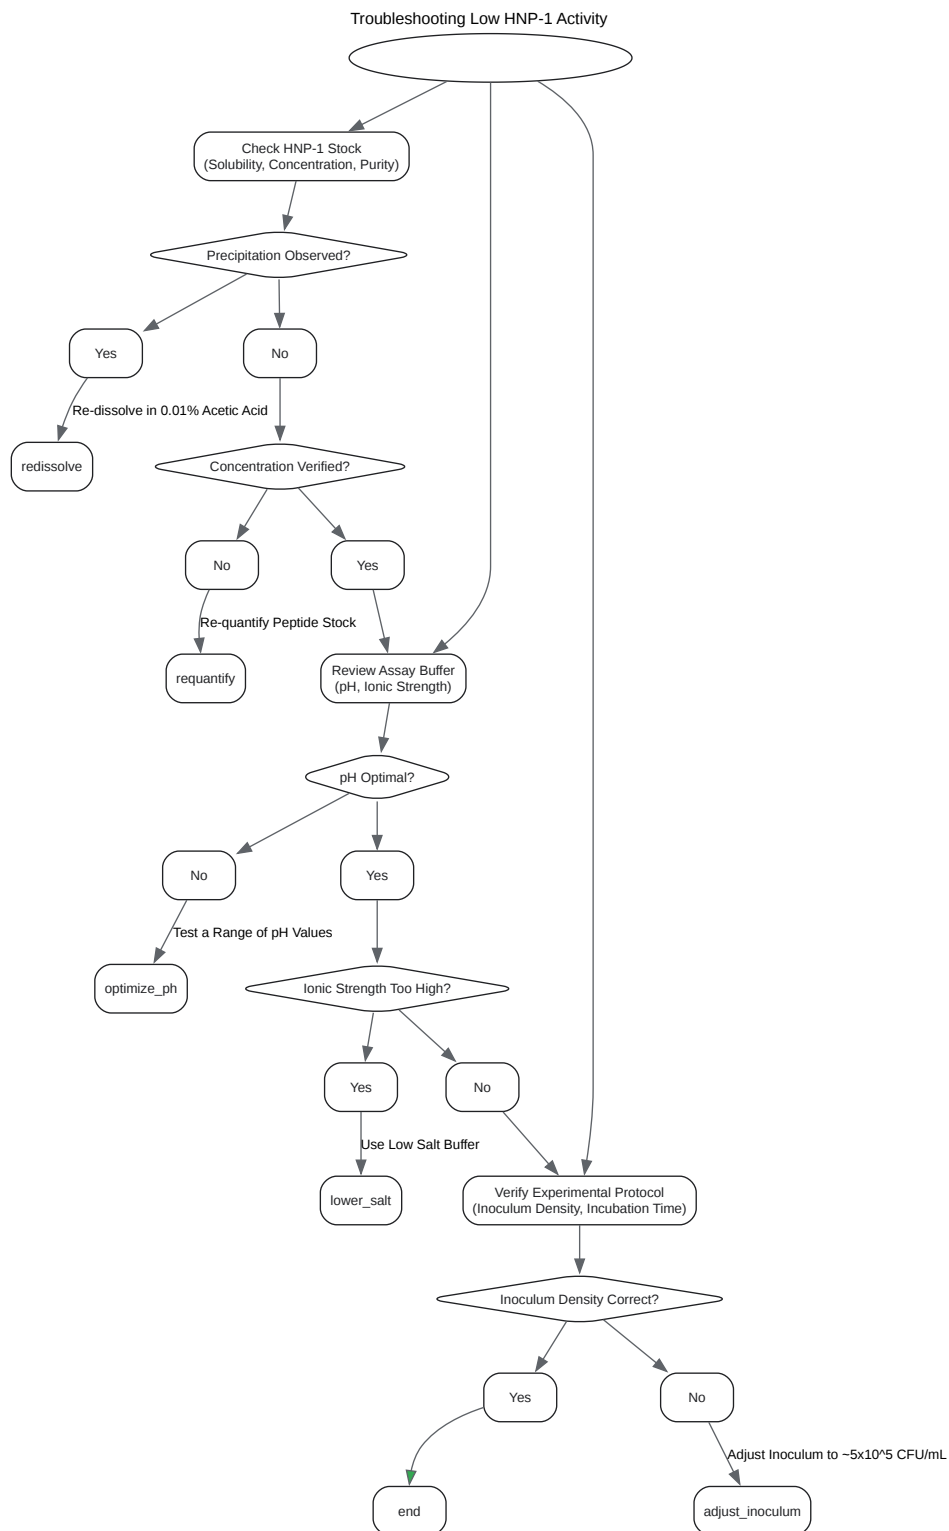 Troubleshooting Low HNP-1 Activity
Check HNP-1 Stock
(Solubility, Concentration, Purity)
Precipitation Observed?
Yes
No
Re-dissolve in 0.01% Acetic Acid
redissolve
Concentration Verified?
No
Yes
Re-quantify Peptide Stock
requantify
Review Assay Buffer
(pH, Ionic Strength)
pH Optimal?
No
Yes
Test a Range of pH Values
optimize_ph
Ionic Strength Too High?
Yes
No
Use Low Salt Buffer
lower_salt
Verify Experimental Protocol
(Inoculum Density, Incubation Time)
Inoculum Density Correct?
Yes
No
Adjust Inoculum to ~5x10^5 CFU/mL
end
adjust_inoculum